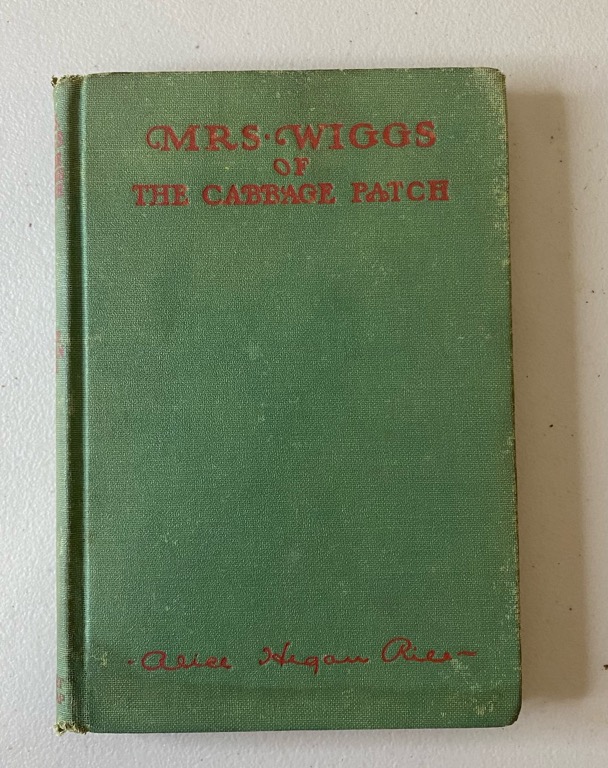 MRS·WIGGS
OF
THE CABBAGE PATCH
Alice Hegan Rice